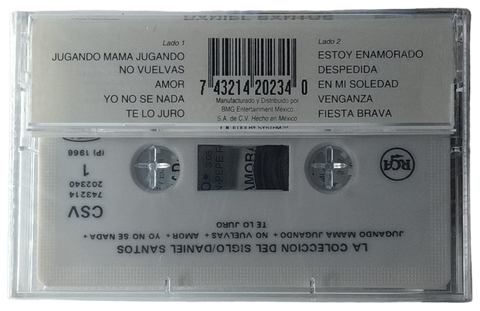 DANIEL SANTOS
Lado 1
JUGANDO MAMA JUGANDO
NO VUELVAS
AMOR
YO NO SE NADA
TE LO JURO
7 43214 20234 0
Manufacturado y Distribuido por
BMG Entertainment México,
S.A. de C.V. Hecho en México
Lado 2
ESTOY ENAMORADO
DESPEDIDA
EN MI SOLEDAD
VENGANZA
FIESTA BRAVA
LA COLECCION DEL SIGLO/DANIEL SANTOS
JUGANDO MAMA JUGANDO + NO VUELVAS + AMOR + YO NO SE NADA +
TE LO JURO
CSV
743214
202340
1
(P) 1968
RCA